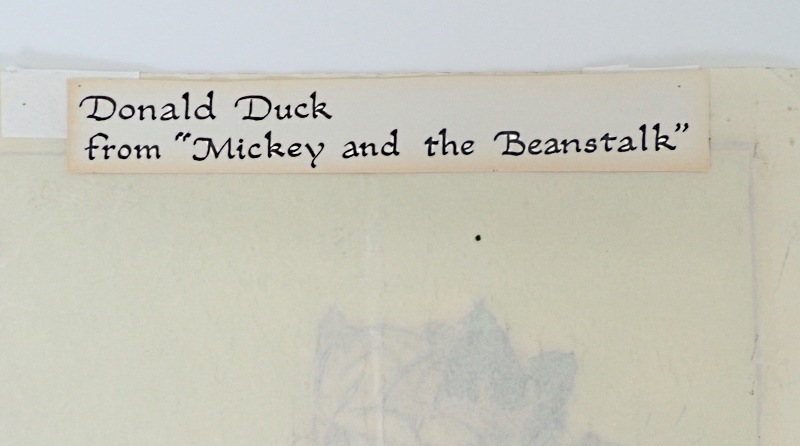 Donald Duck
from "Mickey and the Beanstalk"